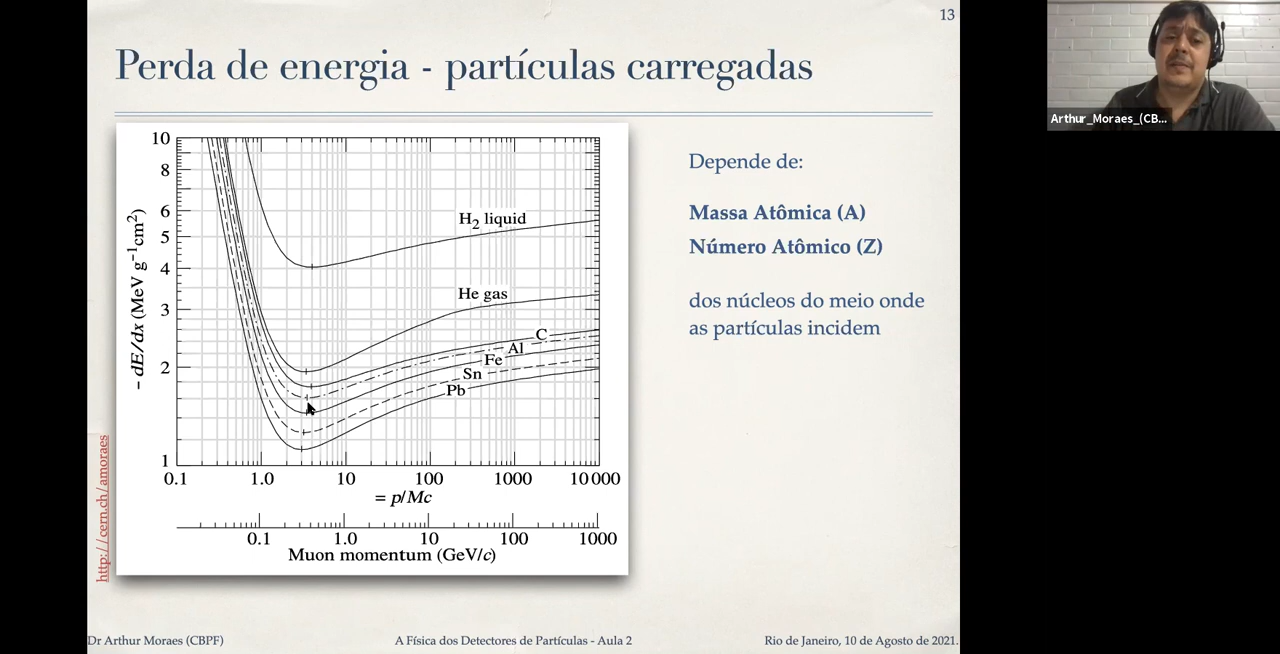 13
Perda de energia - partículas carregadas
10
8
6
5
4
3
2
1
− dE/dx (MeV g⁻¹cm²)
H₂ liquid
He gas
C
Al
Fe
Sn
Pb
0.1 1.0 10 100 1000 10 000
= p/Mc
0.1 1.0 10 100 1000
Muon momentum (GeV/c)
Depende de:
Massa Atômica (A)
Número Atômico (Z)
dos núcleos do meio onde
as partículas incidem
http://cern.ch/amoraes
Dr Arthur Moraes (CBPF) A Física dos Detectores de Partículas - Aula 2 Rio de Janeiro, 10 de Agosto de 2021.
Arthur_Moraes_(CB...